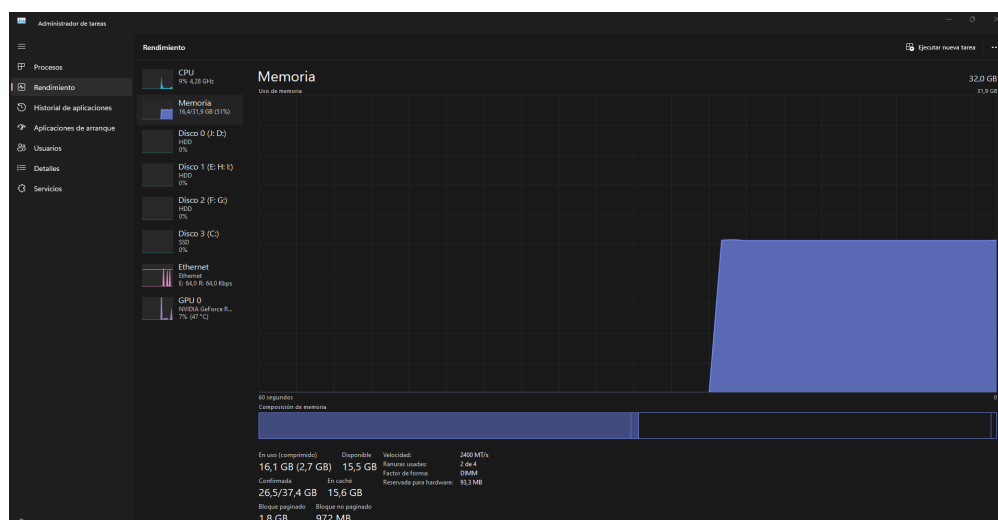 Administrador de tareas
Rendimiento
Ejecutar nueva tarea
Procesos
Rendimiento
Historial de aplicaciones
Aplicaciones de arranque
Usuarios
Detalles
Servicios
CPU
9% 4,28 GHz
Memoria
16,4/31,9 GB (51%)
Disco 0 (J: D:)
HDD
0%
Disco 1 (E: H: I:)
HDD
0%
Disco 2 (F: G:)
HDD
0%
Disco 3 (C:)
SSD
0%
Ethernet
Ethernet
E: 64,0 R: 64,0 Kbps
GPU 0
NVIDIA GeForce R...
7% (47 °C)
Memoria 32,0 GB
Uso de memoria 31,9 GB
60 segundos 0
Composición de memoria
En uso (comprimido) Disponible
16,1 GB (2,7 GB) 15,5 GB
Confirmada En caché
26,5/37,4 GB 15,6 GB
Bloque paginado Bloque no paginado
1,8 GB 972 MB
Velocidad: 2400 MT/s
Ranuras usadas: 2 de 4
Factor de forma: DIMM
Reservada para hardware: 93,3 MB